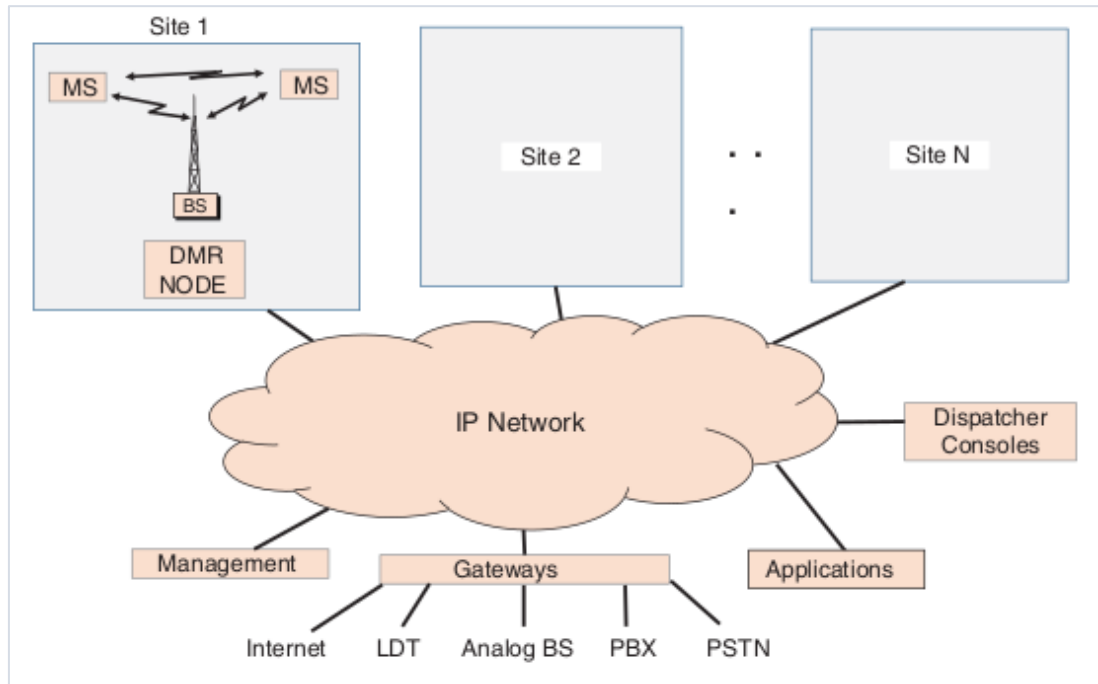 Site 1
MS
MS
BS
DMR
NODE
Site 2
Site N
IP Network
Dispatcher
Consoles
Management
Gateways
Applications
Internet
LDT
Analog BS
PBX
PSTN